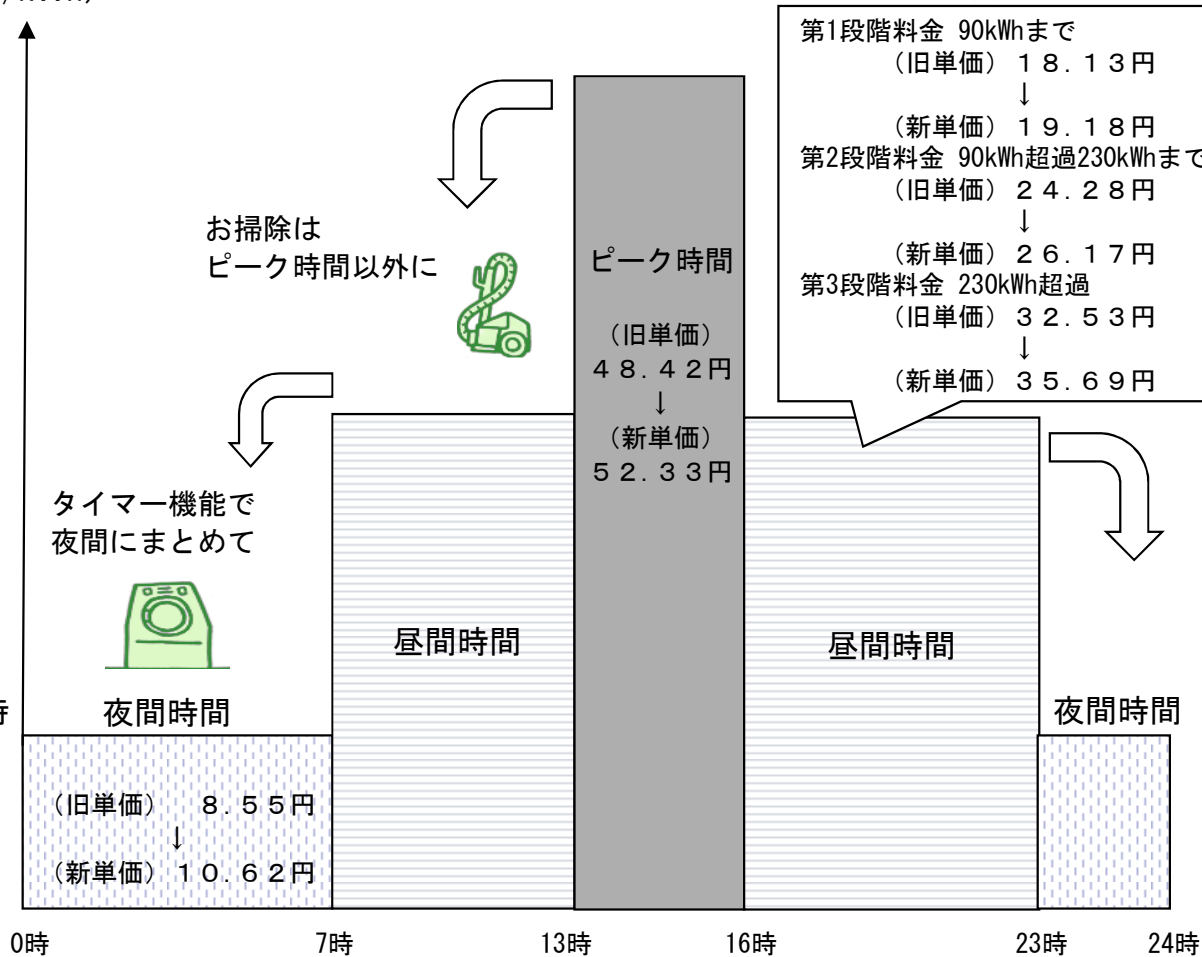 第1段階料金 90kWhまで
（旧単価）１８.１３円
↓
（新単価）１９.１８円
第2段階料金 90kWh超過230kWhまで
（旧単価）２４.２８円
↓
（新単価）２６.１７円
第3段階料金 230kWh超過
（旧単価）３２.５３円
↓
（新単価）３５.６９円
お掃除は
ピーク時間以外に
ピーク時間
（旧単価）
４８.４２円
↓
（新単価）
５２.３３円
タイマー機能で
夜間にまとめて
昼間時間
昼間時間
時
夜間時間
夜間時間
（旧単価） ８.５５円
↓
（新単価）１０.６２円
0時 7時 13時 16時 23時 24時